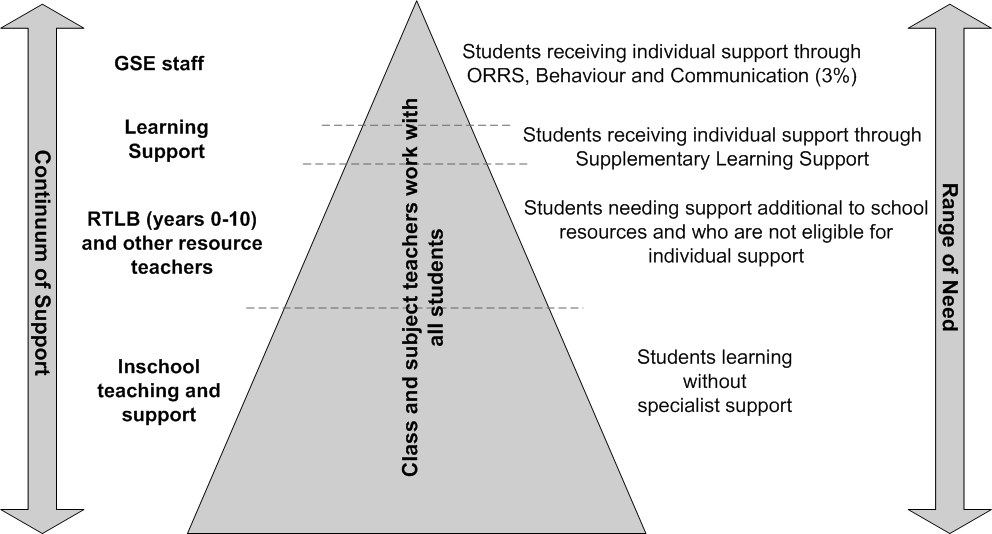 GSE staff
Students receiving individual support through
ORRS, Behaviour and Communication (3%)
Learning
Support
Students receiving individual support through
Supplementary Learning Support
RTLB (years 0-10)
and other resource
teachers
Students needing support additional to school
resources and who are not eligible for
individual support
Inschool
teaching and
support
Students learning
without
specialist support
Continuum of Support
Class and subject teachers work with
all students
Range of Need